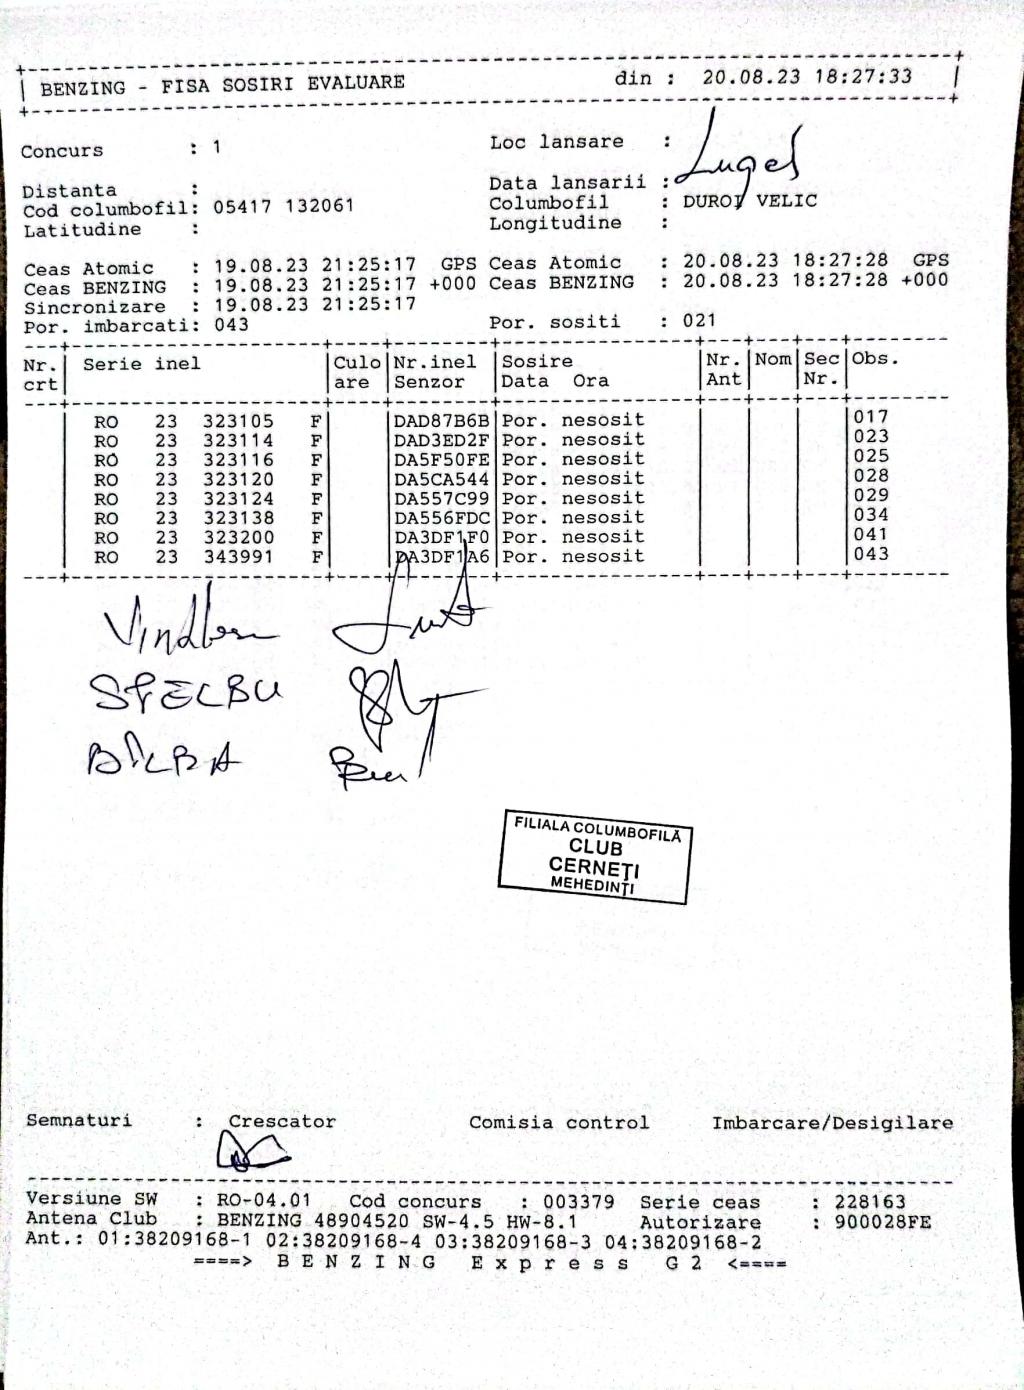 BENZING - FISA SOSIRI EVALUARE din : 20.08.23 18:27:33
Concurs : 1 Loc lansare : Lugoj
Distanta : Data lansarii :
Cod columbofil: 05417 132061 Columbofil : DUROI VELIC
Latitudine : Longitudine :
Ceas Atomic : 19.08.23 21:25:17 GPS Ceas Atomic : 20.08.23 18:27:28 GPS
Ceas BENZING : 19.08.23 21:25:17 +000 Ceas BENZING : 20.08.23 18:27:28 +000
Sincronizare : 19.08.23 21:25:17
Por. imbarcati: 043 Por. sositi : 021
Nr. Serie inel Culo Nr.inel Sosire Nr. Nom Sec Obs.
crt are Senzor Data Ora Ant Nr.
RO 23 323105 F DAD87B6B Por. nesosit 017
RO 23 323114 F DAD3ED2F Por. nesosit 023
RO 23 323116 F DA5F50FE Por. nesosit 025
RO 23 323120 F DA5CA544 Por. nesosit 028
RO 23 323124 F DA557C99 Por. nesosit 029
RO 23 323138 F DA556FDC Por. nesosit 034
RO 23 323200 F DA3DF1F0 Por. nesosit 041
RO 23 343991 F DA3DF1A6 Por. nesosit 043
BÎLBA
FILIALA COLUMBOFILĂ
CLUB
CERNEȚI
MEHEDINȚI
Semnaturi : Crescator Comisia control Imbarcare/Desigilare
Versiune SW : RO-04.01 Cod concurs : 003379 Serie ceas : 228163
Antena Club : BENZING 48904520 SW-4.5 HW-8.1 Autorizare : 900028FE
Ant.: 01:38209168-1 02:38209168-4 03:38209168-3 04:38209168-2
====> B E N Z I N G E x p r e s s G 2 <====